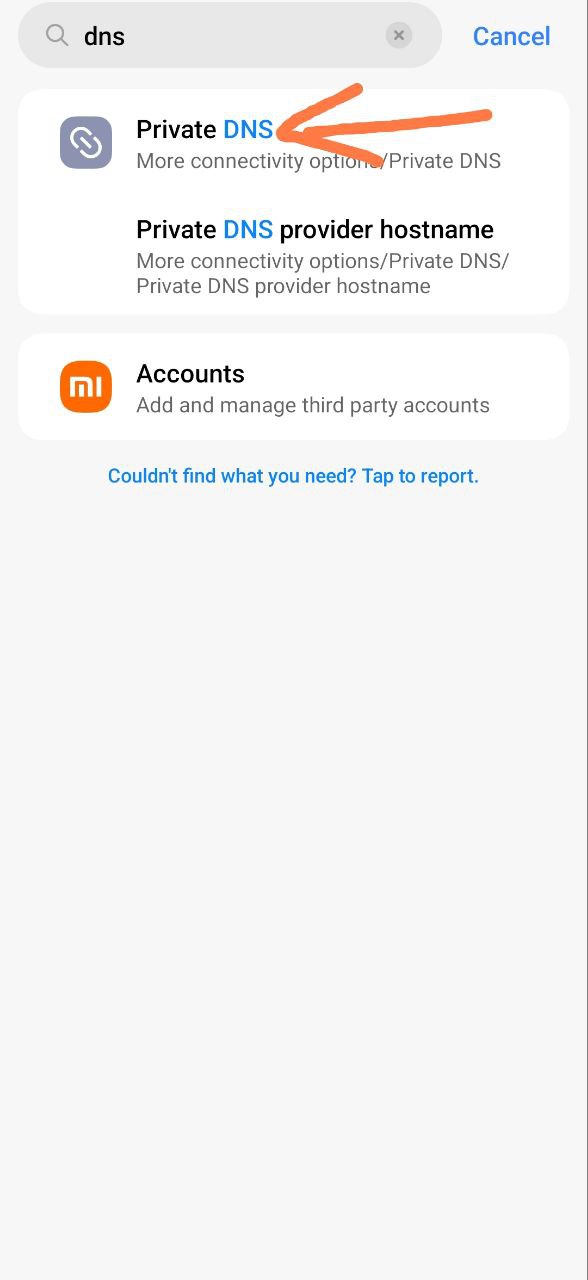 dns
Cancel
Private DNS
More connectivity options/Private DNS
Private DNS provider hostname
More connectivity options/Private DNS/
Private DNS provider hostname
Accounts
Add and manage third party accounts
Couldn't find what you need? Tap to report.